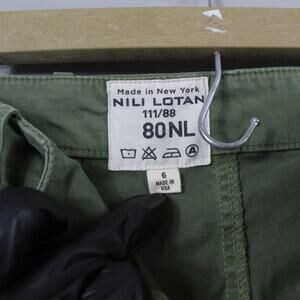 Made in New York
NILI LOTAN
111/88
80NL
A
6
MADE IN
USA